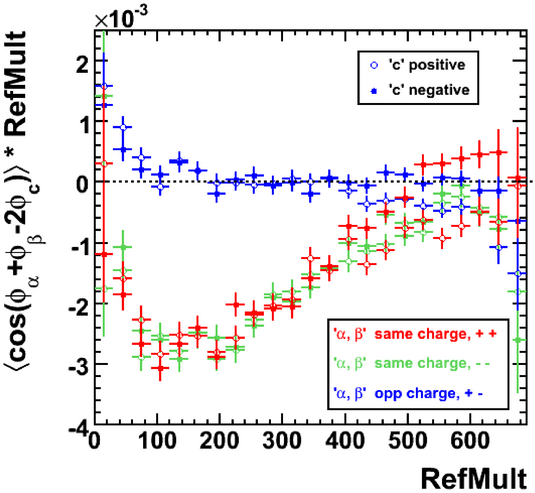 ×10⁻³
⟨cos(ϕα+ϕβ-2ϕc)⟩ * RefMult
2
1
0
-1
-2
-3
-4
'c' positive
'c' negative
'α, β' same charge, + +
'α, β' same charge, - -
'α, β' opp charge, + -
0 100 200 300 400 500 600
RefMult